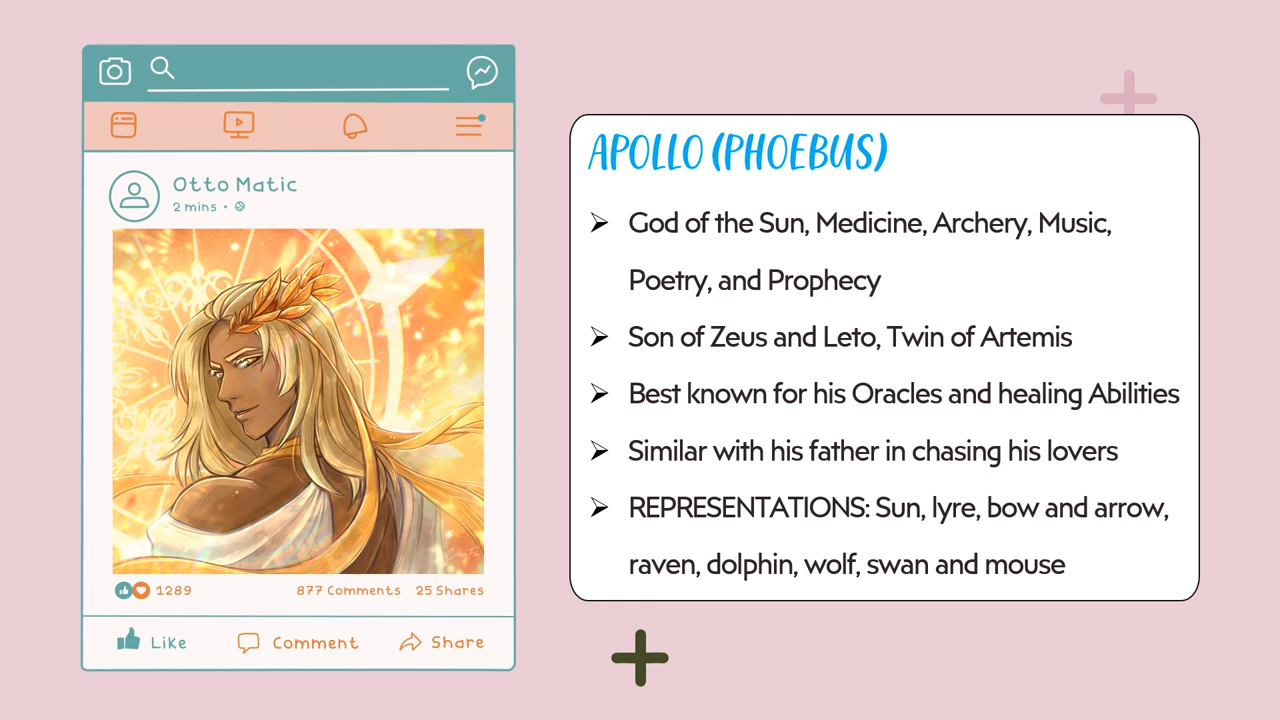 Otto Matic
2 mins
1289
877 Comments
25 Shares
Like
Comment
Share
APOLLO (PHOEBUS)
God of the Sun, Medicine, Archery, Music,
Poetry, and Prophecy
Son of Zeus and Leto, Twin of Artemis
Best known for his Oracles and healing Abilities
Similar with his father in chasing his lovers
REPRESENTATIONS: Sun, lyre, bow and arrow,
raven, dolphin, wolf, swan and mouse